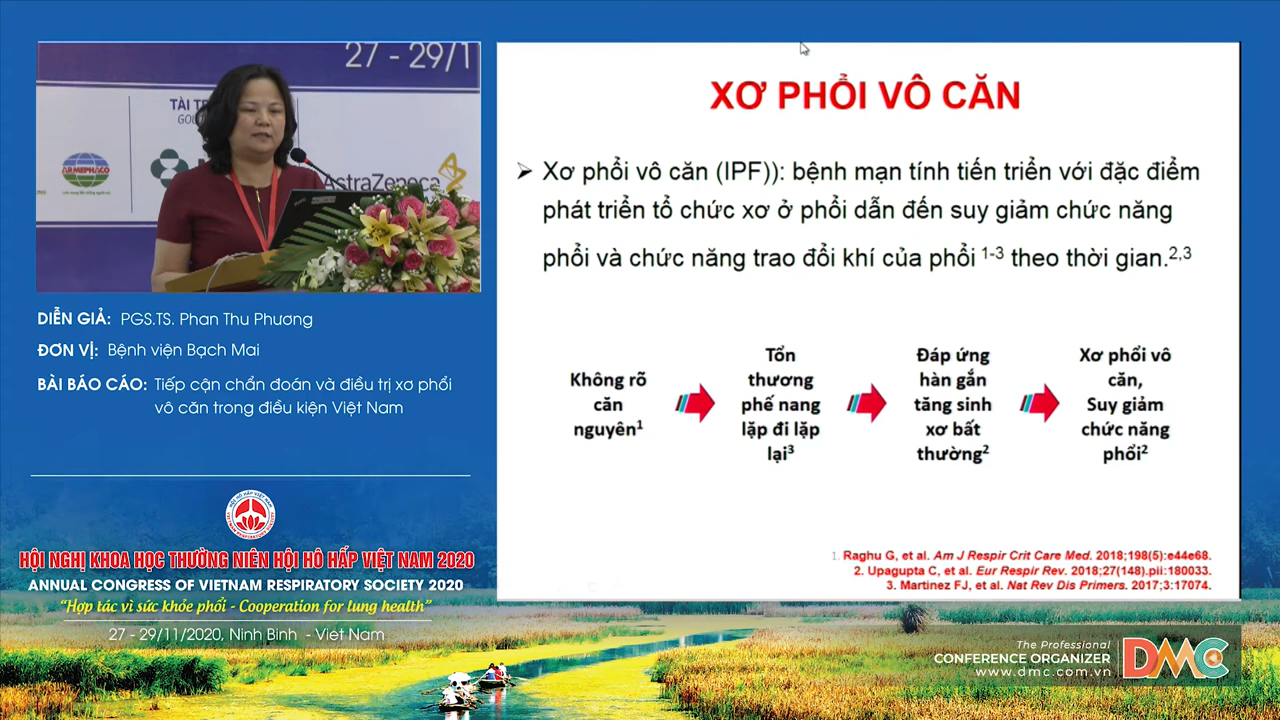 27 - 29/1
TÀI TR
ARMEPHACO
AstraZeneca
DIỄN GIẢ: PGS.TS. Phan Thu Phương
ĐƠN VỊ: Bệnh viện Bạch Mai
BÀI BÁO CÁO: Tiếp cận chẩn đoán và điều trị xơ phổi
vô căn trong điều kiện Việt Nam
HỘI HÔ HẤP VIỆT NAM
HỘI NGHỊ KHOA HỌC THƯỜNG NIÊN HỘI HÔ HẤP VIỆT NAM 2020
ANNUAL CONGRESS OF VIETNAM RESPIRATORY SOCIETY 2020
“Hợp tác vì sức khỏe phổi - Cooperation for lung health”
27 - 29/11/2020, Ninh Bình - Việt Nam
XƠ PHỔI VÔ CĂN
➢ Xơ phổi vô căn (IPF)): bệnh mạn tính tiến triển với đặc điểm
phát triển tổ chức xơ ở phổi dẫn đến suy giảm chức năng
phổi và chức năng trao đổi khí của phổi 1-3 theo thời gian.2,3
Không rõ
căn
nguyên1
Tổn
thương
phế nang
lặp đi lặp
lại3
Đáp ứng
hàn gắn
tăng sinh
xơ bất
thường2
Xơ phổi vô
căn,
Suy giảm
chức năng
phổi2
1. Raghu G, et al. Am J Respir Crit Care Med. 2018;198(5):e44e68.
2. Upagupta C, et al. Eur Respir Rev. 2018;27(148).pii:180033.
3. Martinez FJ, et al. Nat Rev Dis Primers. 2017;3:17074.
The Professional
CONFERENCE ORGANIZER
www.dmc.com.vn
DMC